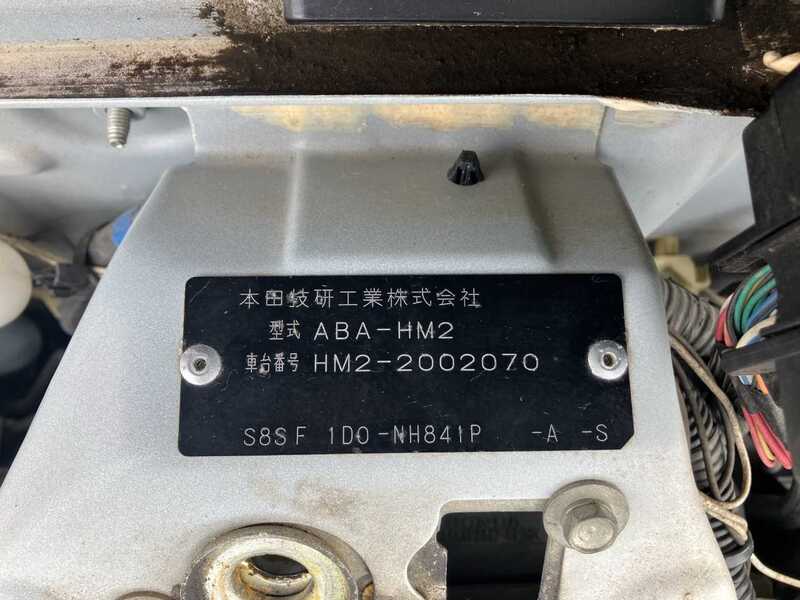 本田技研工業株式会社
型式 ABA-HM2
車台番号 HM2-2002070
S8SF 1D0-NH841P -A -S